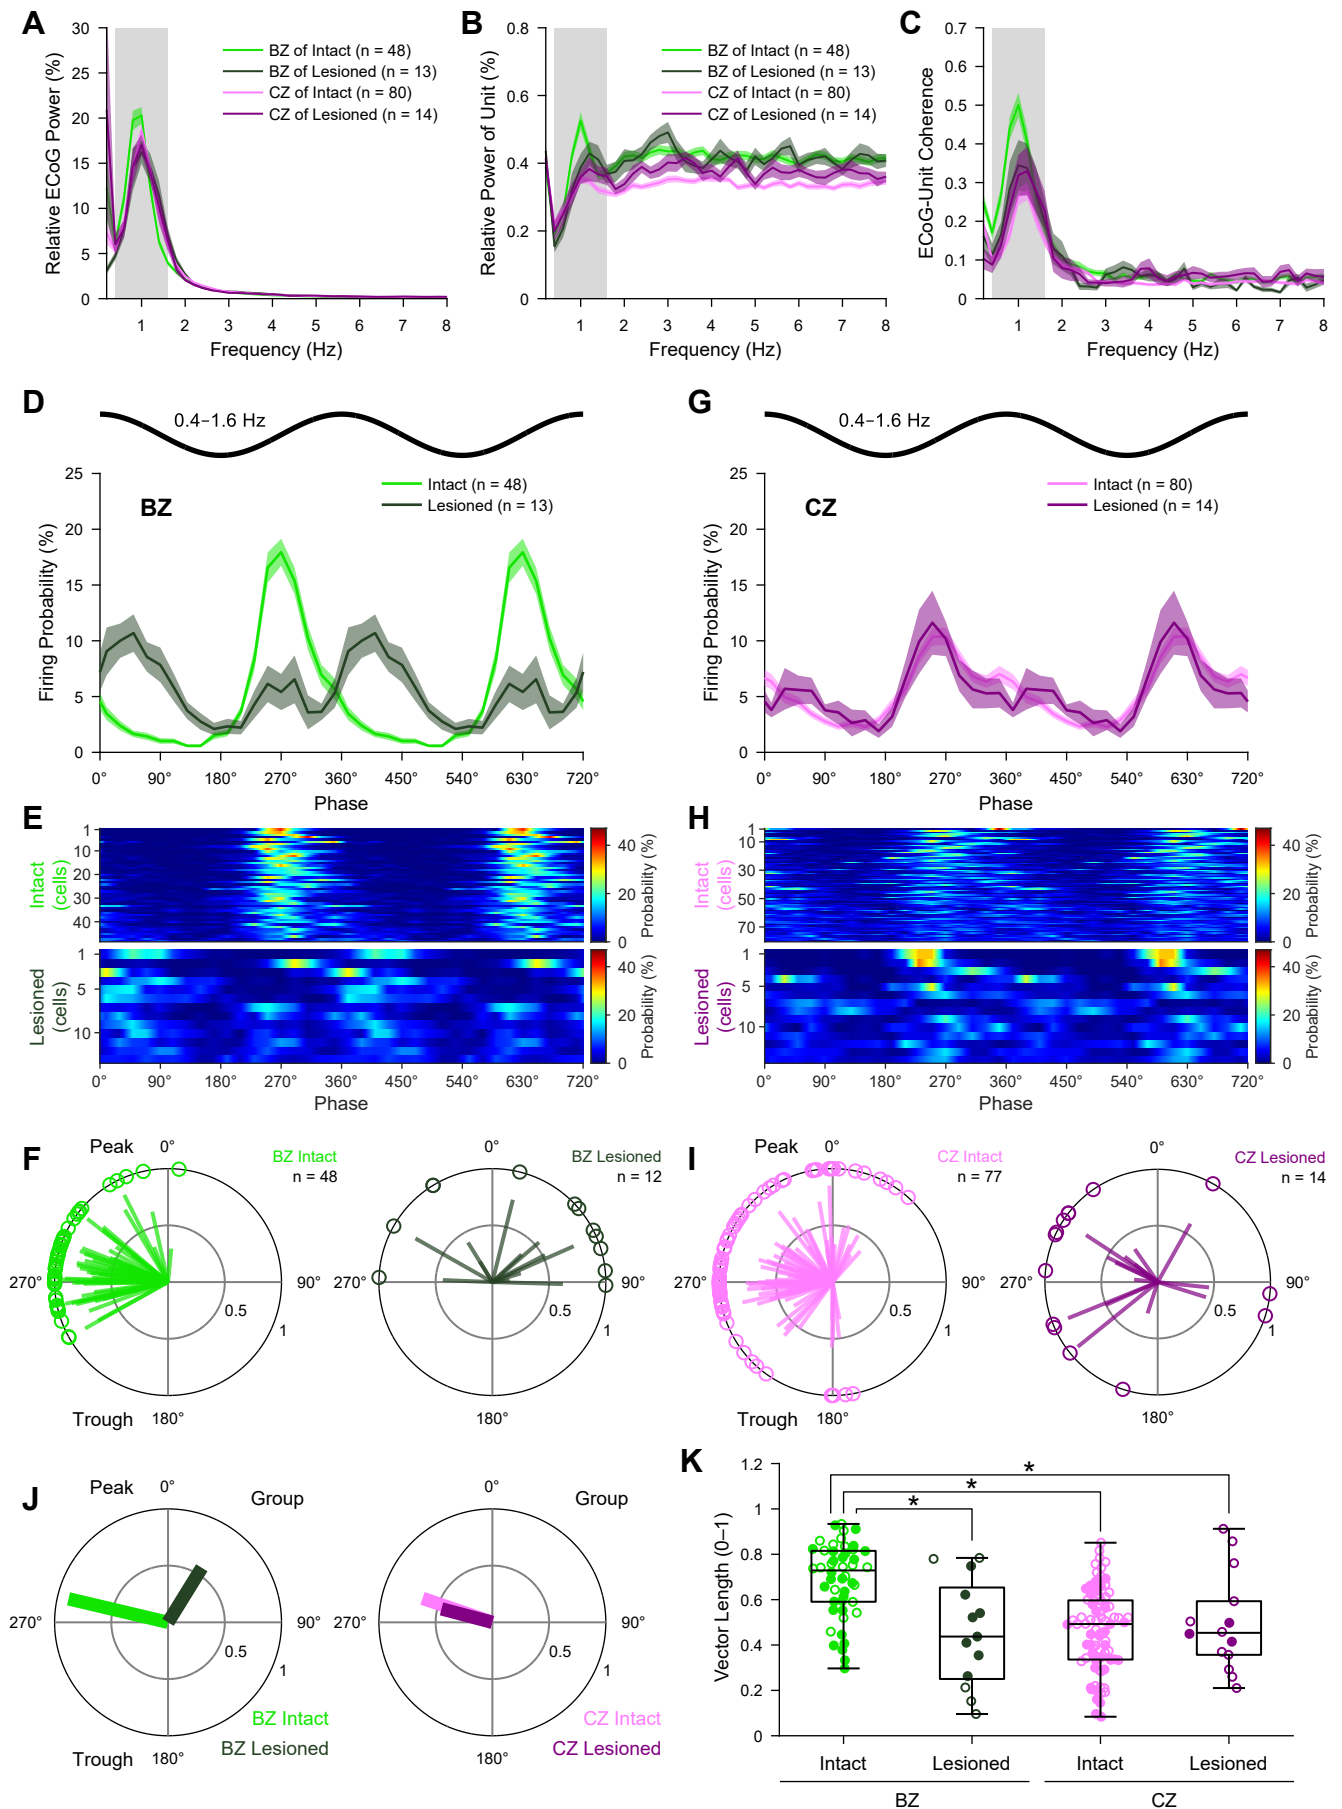 A
30
25
20
15
10
5
0
1 2 3 4 5 6 7 8
Relative ECoG Power (%)
Frequency (Hz)
BZ of Intact (n = 48)
BZ of Lesioned (n = 13)
CZ of Intact (n = 80)
CZ of Lesioned (n = 14)
B
0.8
0.6
0.4
0.2
0
1 2 3 4 5 6 7 8
Relative Power of Unit (%)
Frequency (Hz)
BZ of Intact (n = 48)
BZ of Lesioned (n = 13)
CZ of Intact (n = 80)
CZ of Lesioned (n = 14)
C
0.7
0.6
0.5
0.4
0.3
0.2
0.1
0
1 2 3 4 5 6 7 8
ECoG-Unit Coherence
Frequency (Hz)
D
0.4–1.6 Hz
25
20
15
10
5
0
Firing Probability (%)
BZ
Intact (n = 48)
Lesioned (n = 13)
0° 90° 180° 270° 360° 450° 540° 630° 720°
Phase
G
0.4–1.6 Hz
25
20
15
10
5
0
Firing Probability (%)
CZ
Intact (n = 80)
Lesioned (n = 14)
0° 90° 180° 270° 360° 450° 540° 630° 720°
Phase
E
Intact
(cells)
1
10
20
30
40
40
20
0
Probability (%)
Lesioned
(cells)
1
5
10
40
20
0
Probability (%)
0° 90° 180° 270° 360° 450° 540° 630° 720°
Phase
H
Intact
(cells)
1
10
30
50
70
40
20
0
Probability (%)
Lesioned
(cells)
1
5
10
40
20
0
Probability (%)
0° 90° 180° 270° 360° 450° 540° 630° 720°
Phase
F
Peak
0°
BZ Intact
n = 48
270°
90°
0.5
1
Trough
180°
0°
BZ Lesioned
n = 12
270°
90°
0.5
1
180°
I
Peak
0°
CZ Intact
n = 77
270°
90°
0.5
1
Trough
180°
0°
CZ Lesioned
n = 14
270°
90°
0.5
1
180°
J
Peak
0°
Group
270°
90°
0.5
1
BZ Intact
BZ Lesioned
Trough
180°
0°
Group
270°
90°
0.5
1
CZ Intact
CZ Lesioned
180°
K
1.2
1
0.8
0.6
0.4
0.2
0
Vector Length (0–1)
*
*
*
Intact Lesioned Intact Lesioned
BZ CZ